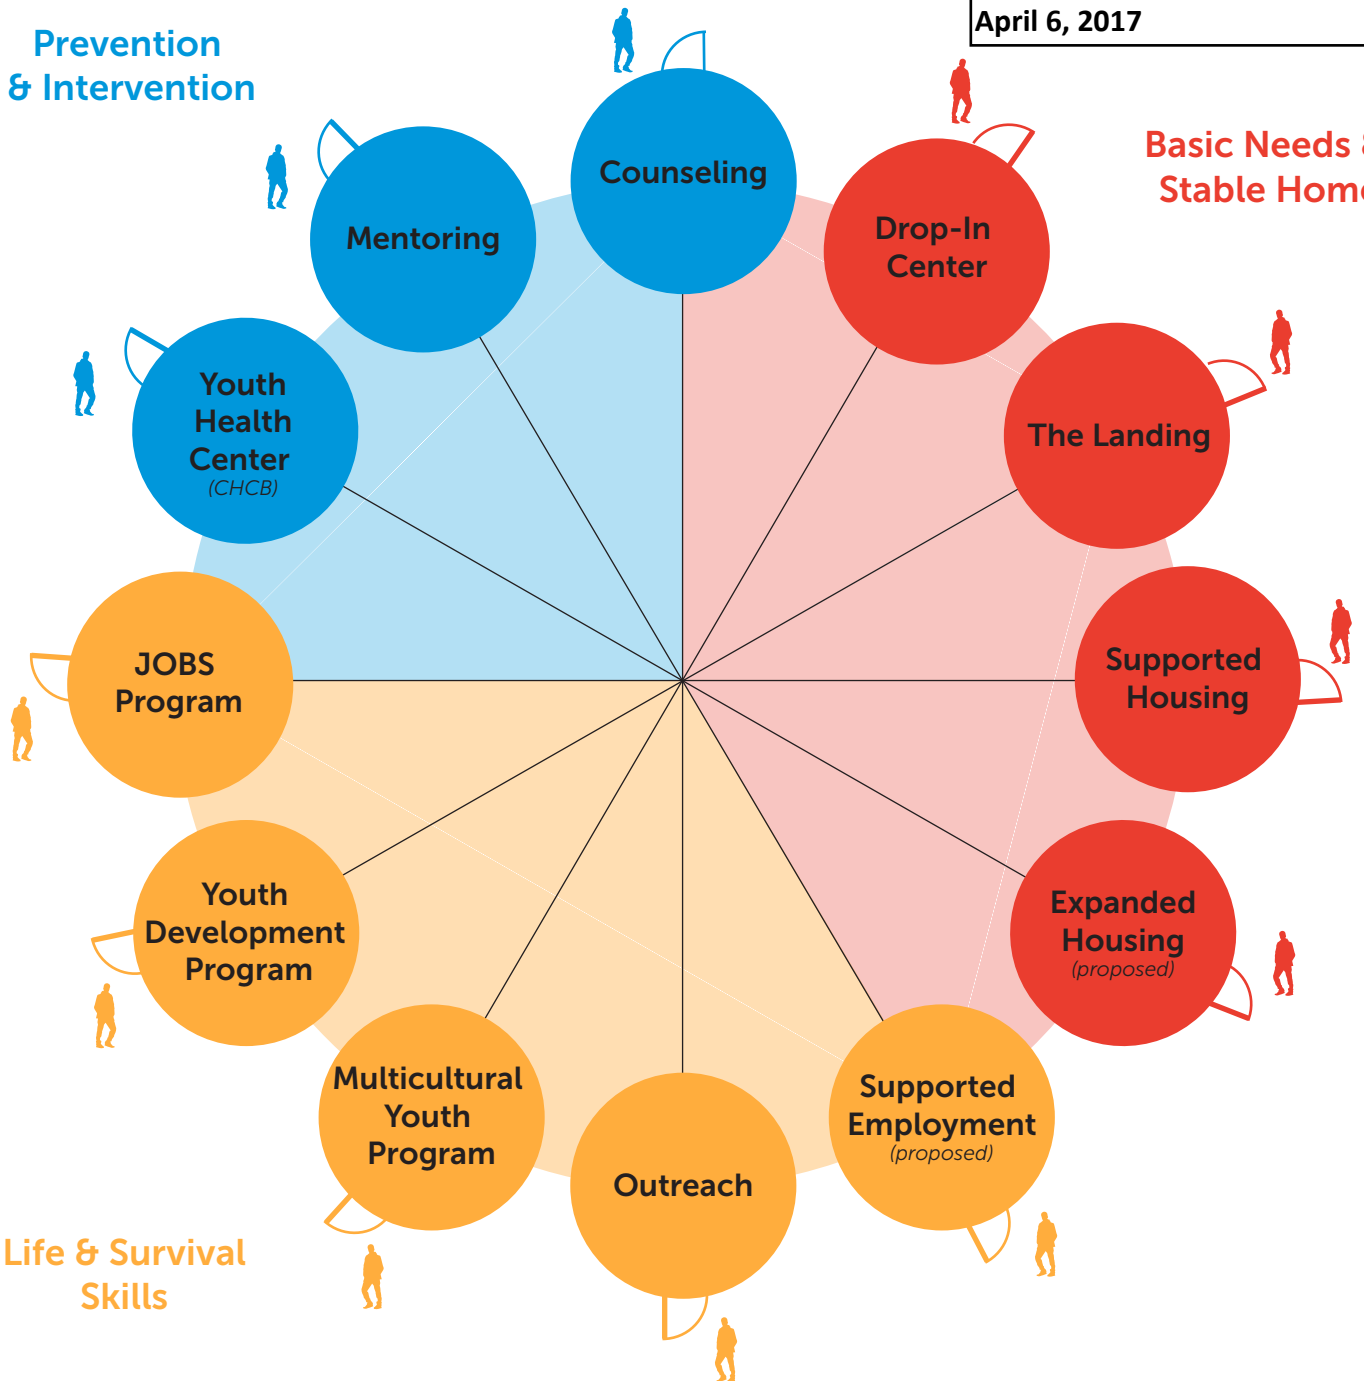 April 6, 2017
Prevention
& Intervention
Basic Needs &
Stable Home
Counseling
Mentoring
Drop-In
Center
Youth
Health
Center
(CHCB)
The Landing
JOBS
Program
Supported
Housing
Youth
Development
Program
Expanded
Housing
(proposed)
Multicultural
Youth
Program
Supported
Employment
(proposed)
Outreach
Life & Survival
Skills